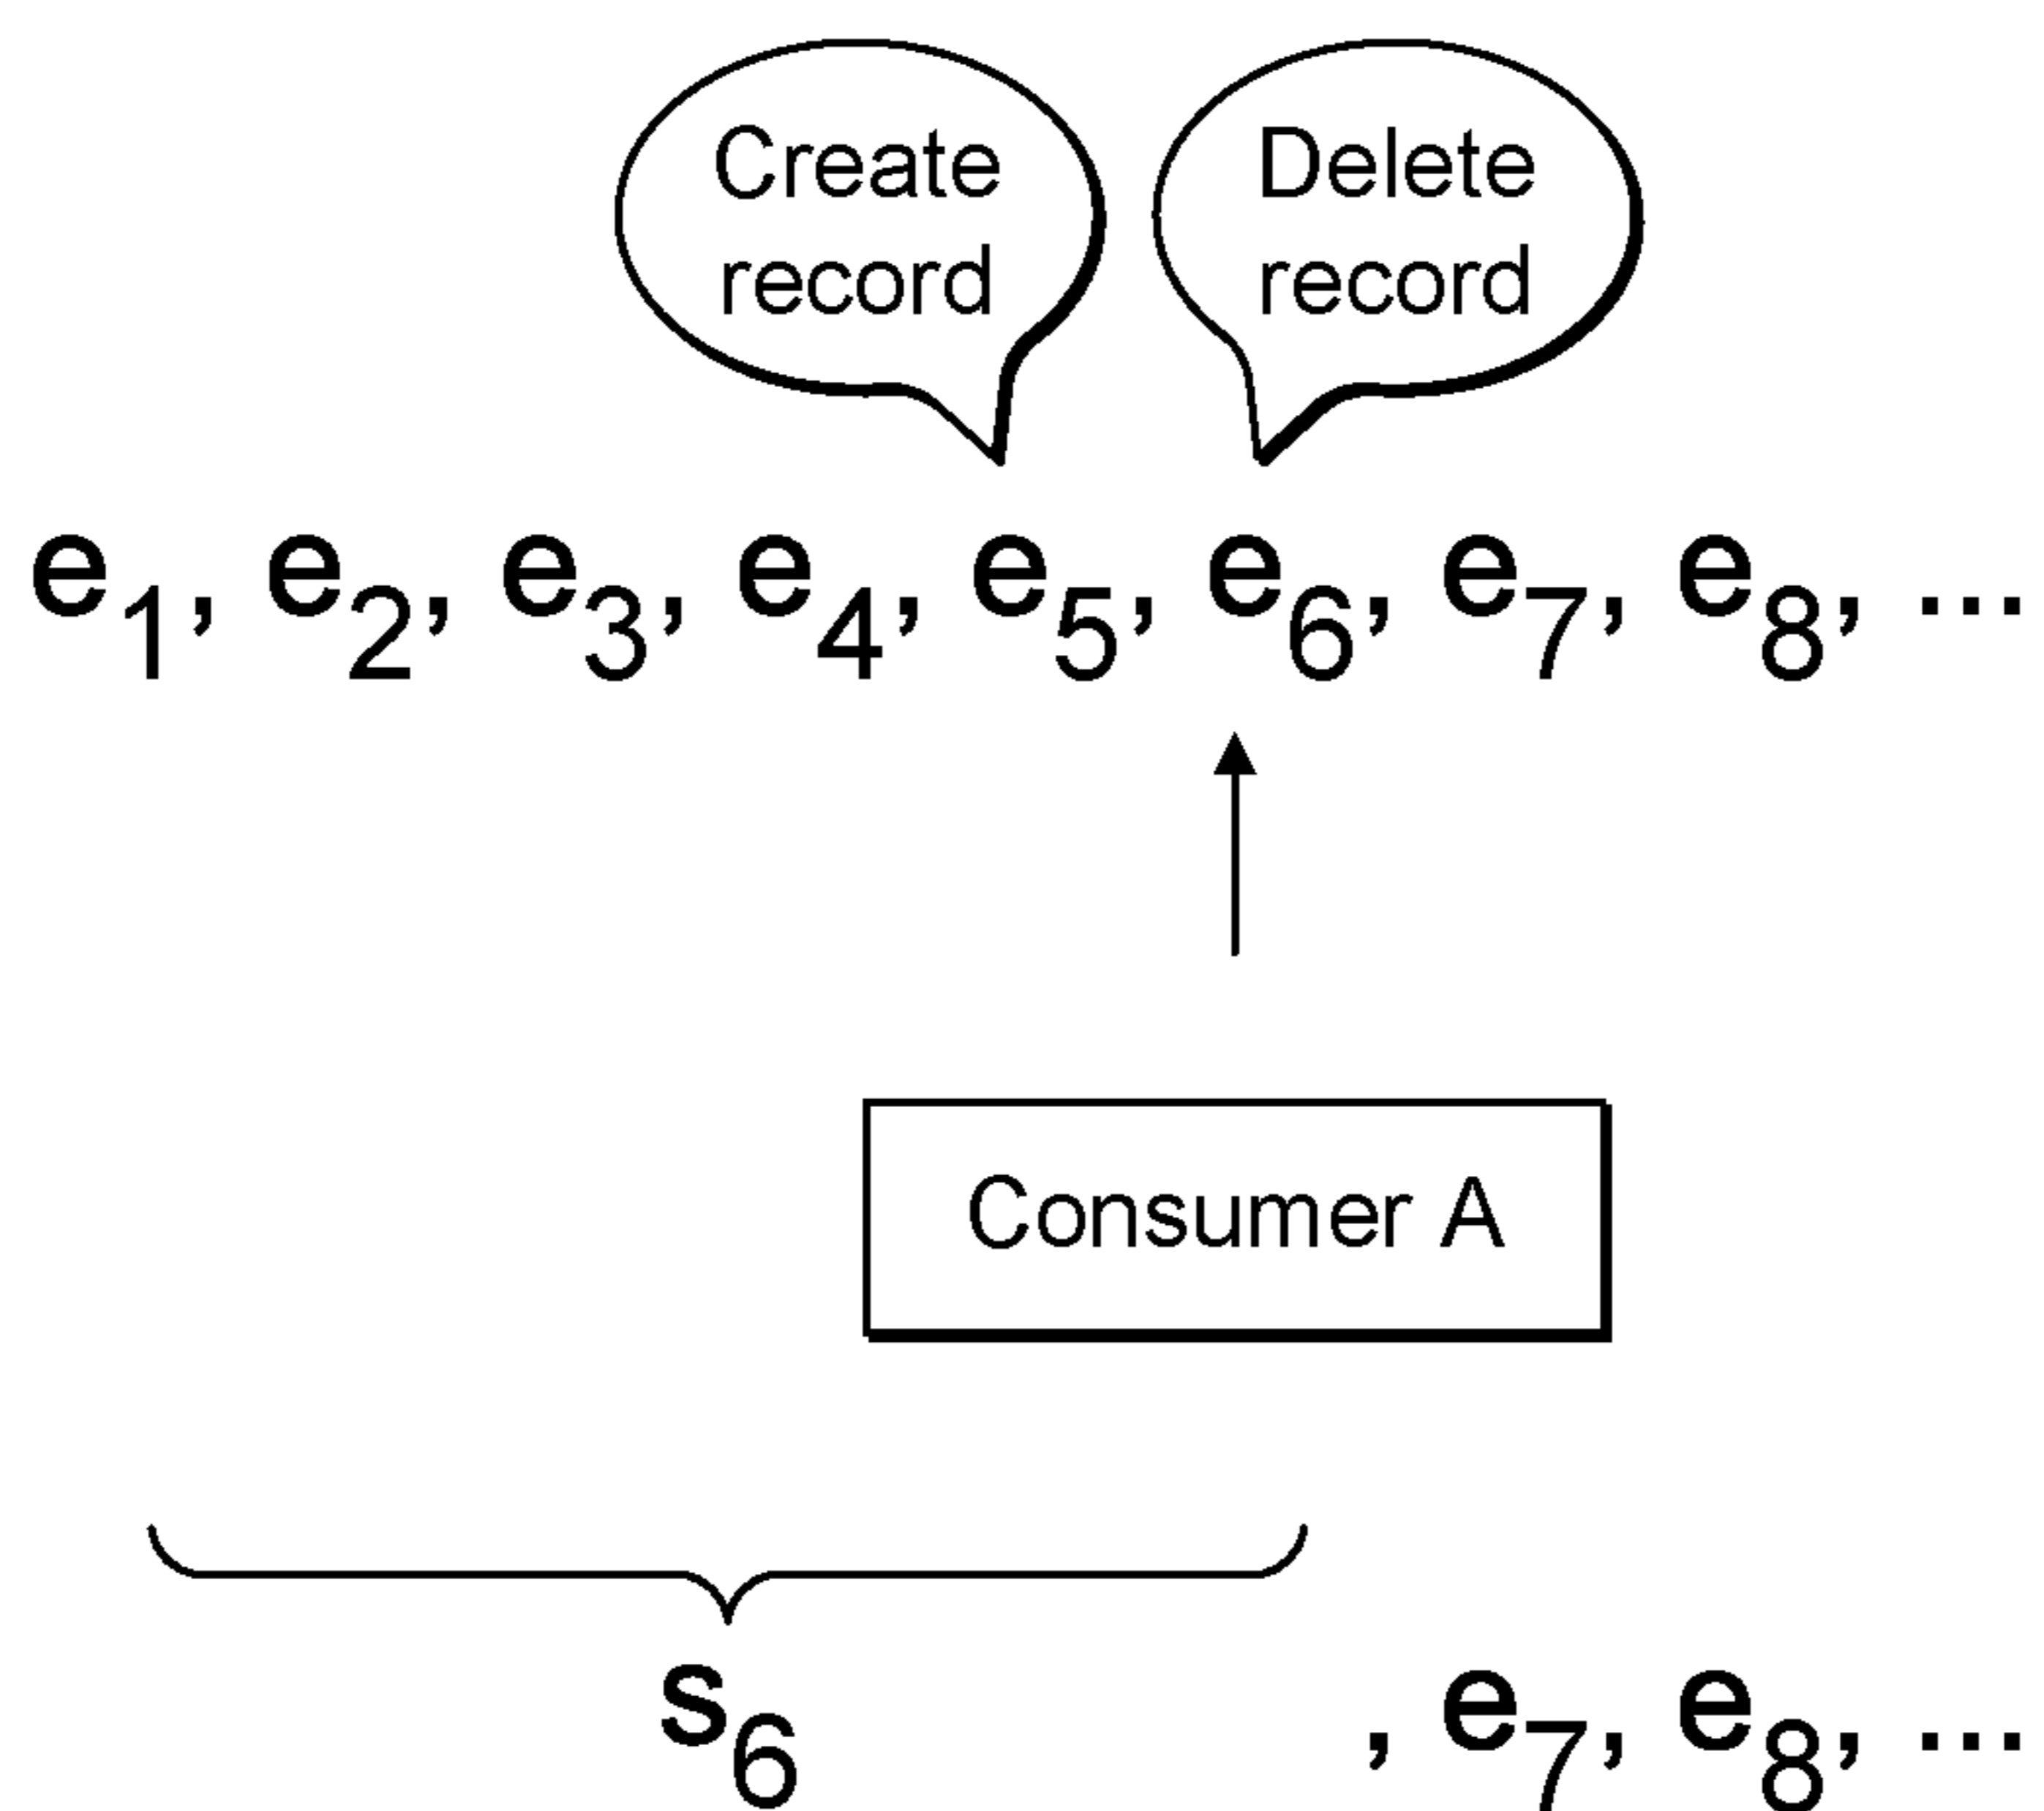 Create
record
Delete
record
e1, e2, e3, e4, e5, e6, e7, e8, ...
Consumer A
s6 , e7, e8, ...